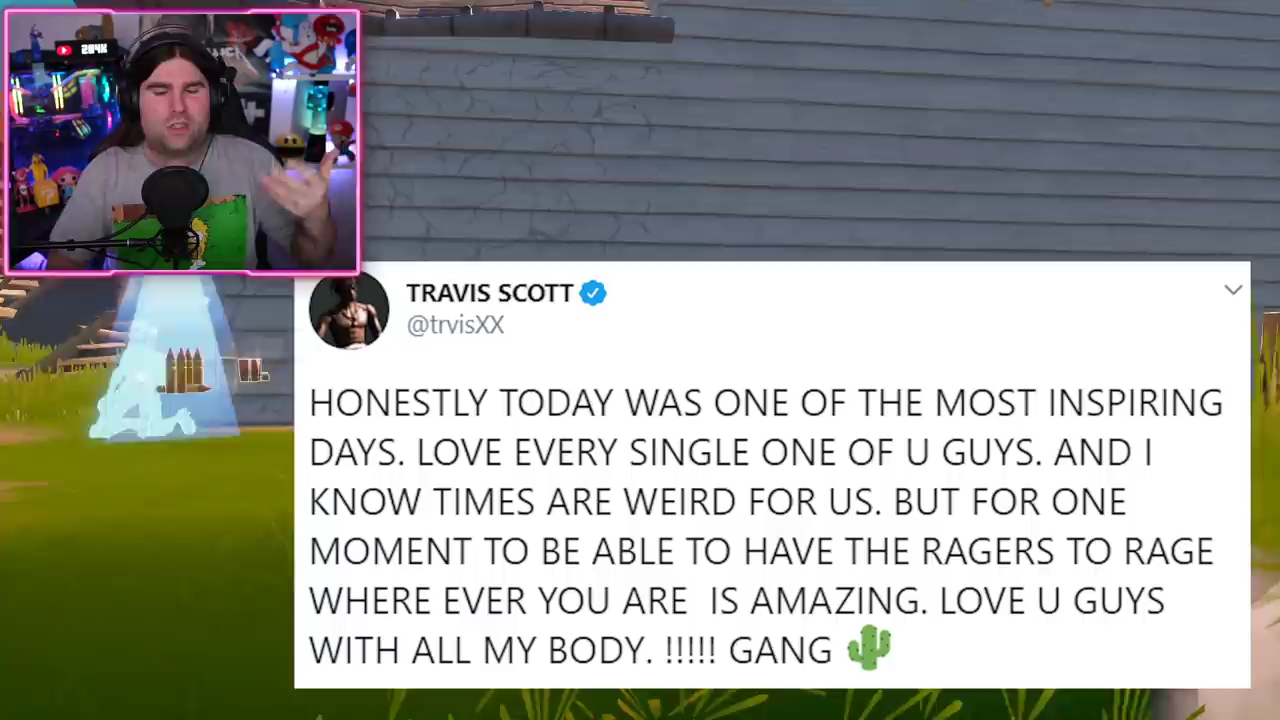 284K
TRAVIS SCOTT
@trvisXX
HONESTLY TODAY WAS ONE OF THE MOST INSPIRING
DAYS. LOVE EVERY SINGLE ONE OF U GUYS. AND I
KNOW TIMES ARE WEIRD FOR US. BUT FOR ONE
MOMENT TO BE ABLE TO HAVE THE RAGERS TO RAGE
WHERE EVER YOU ARE  IS AMAZING. LOVE U GUYS
WITH ALL MY BODY. !!!!! GANG 🌵